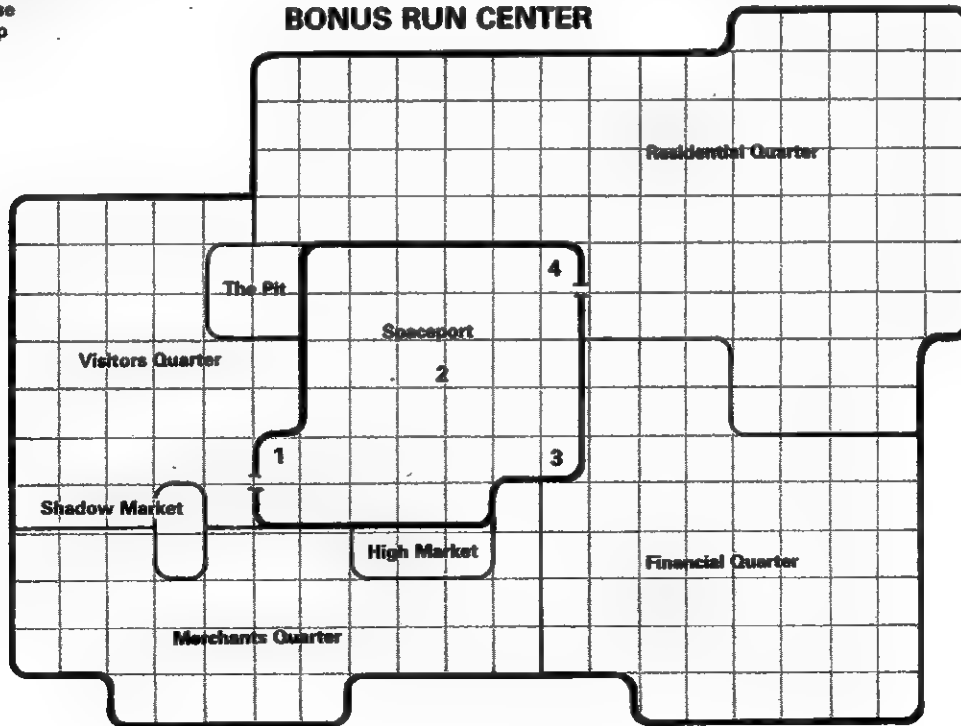 BONUS RUN CENTER
Residential Quarter
4
The Pit
Spaceport
Visitors Quarter
2
1
3
Shadow Market
High Market
Financial Quarter
Merchants Quarter